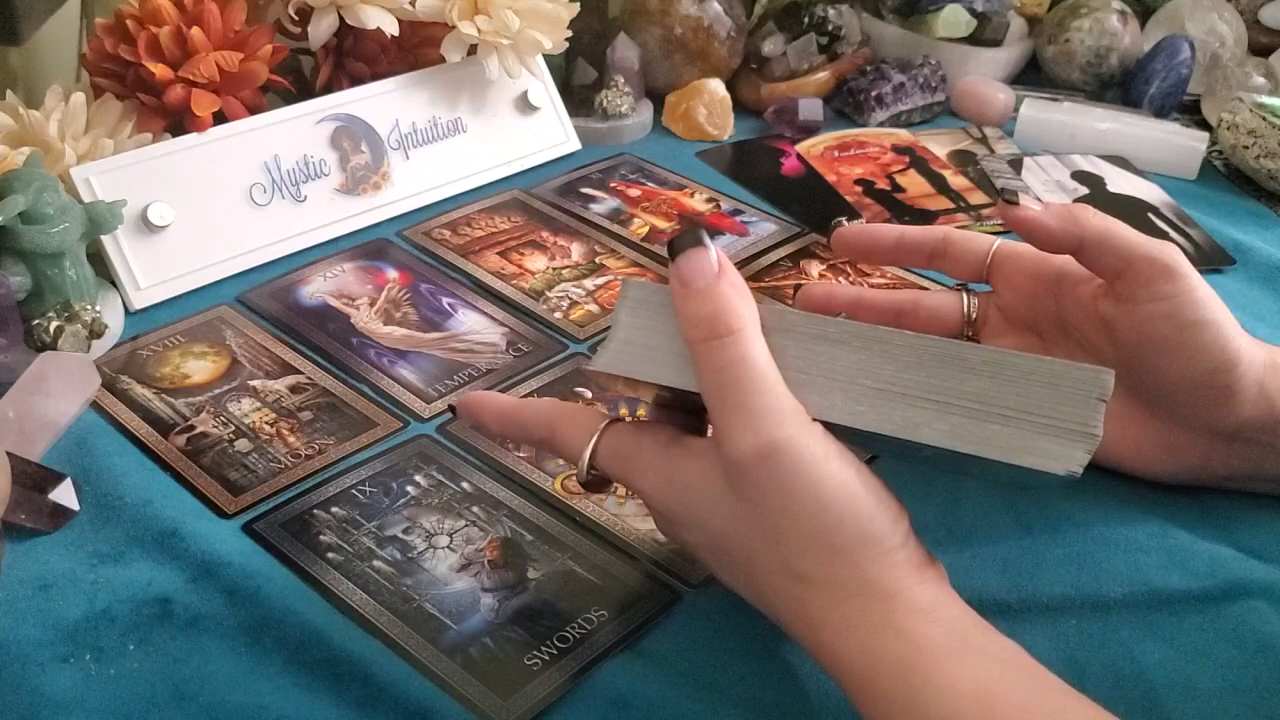 Mystic Intuition
XIV
TEMPERANCE
XVIII
MOON
IX
SWORDS